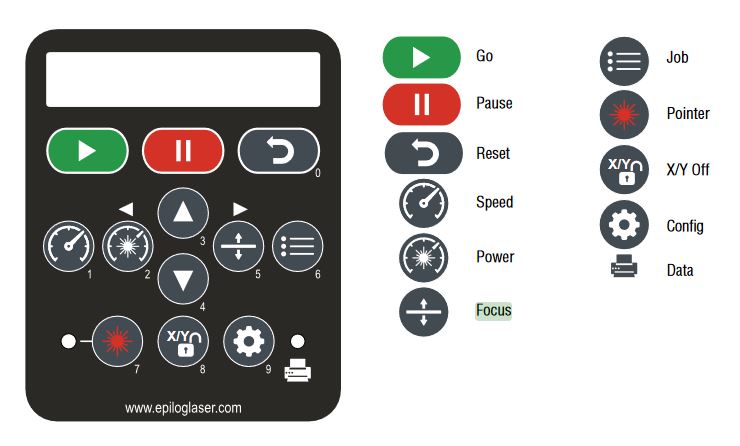 0
3
1
2
5
6
4
X/Y
7
8
9
www.epiloglaser.com
Go
Pause
Reset
Speed
Power
Focus
Job
Pointer
X/Y
X/Y Off
Config
Data